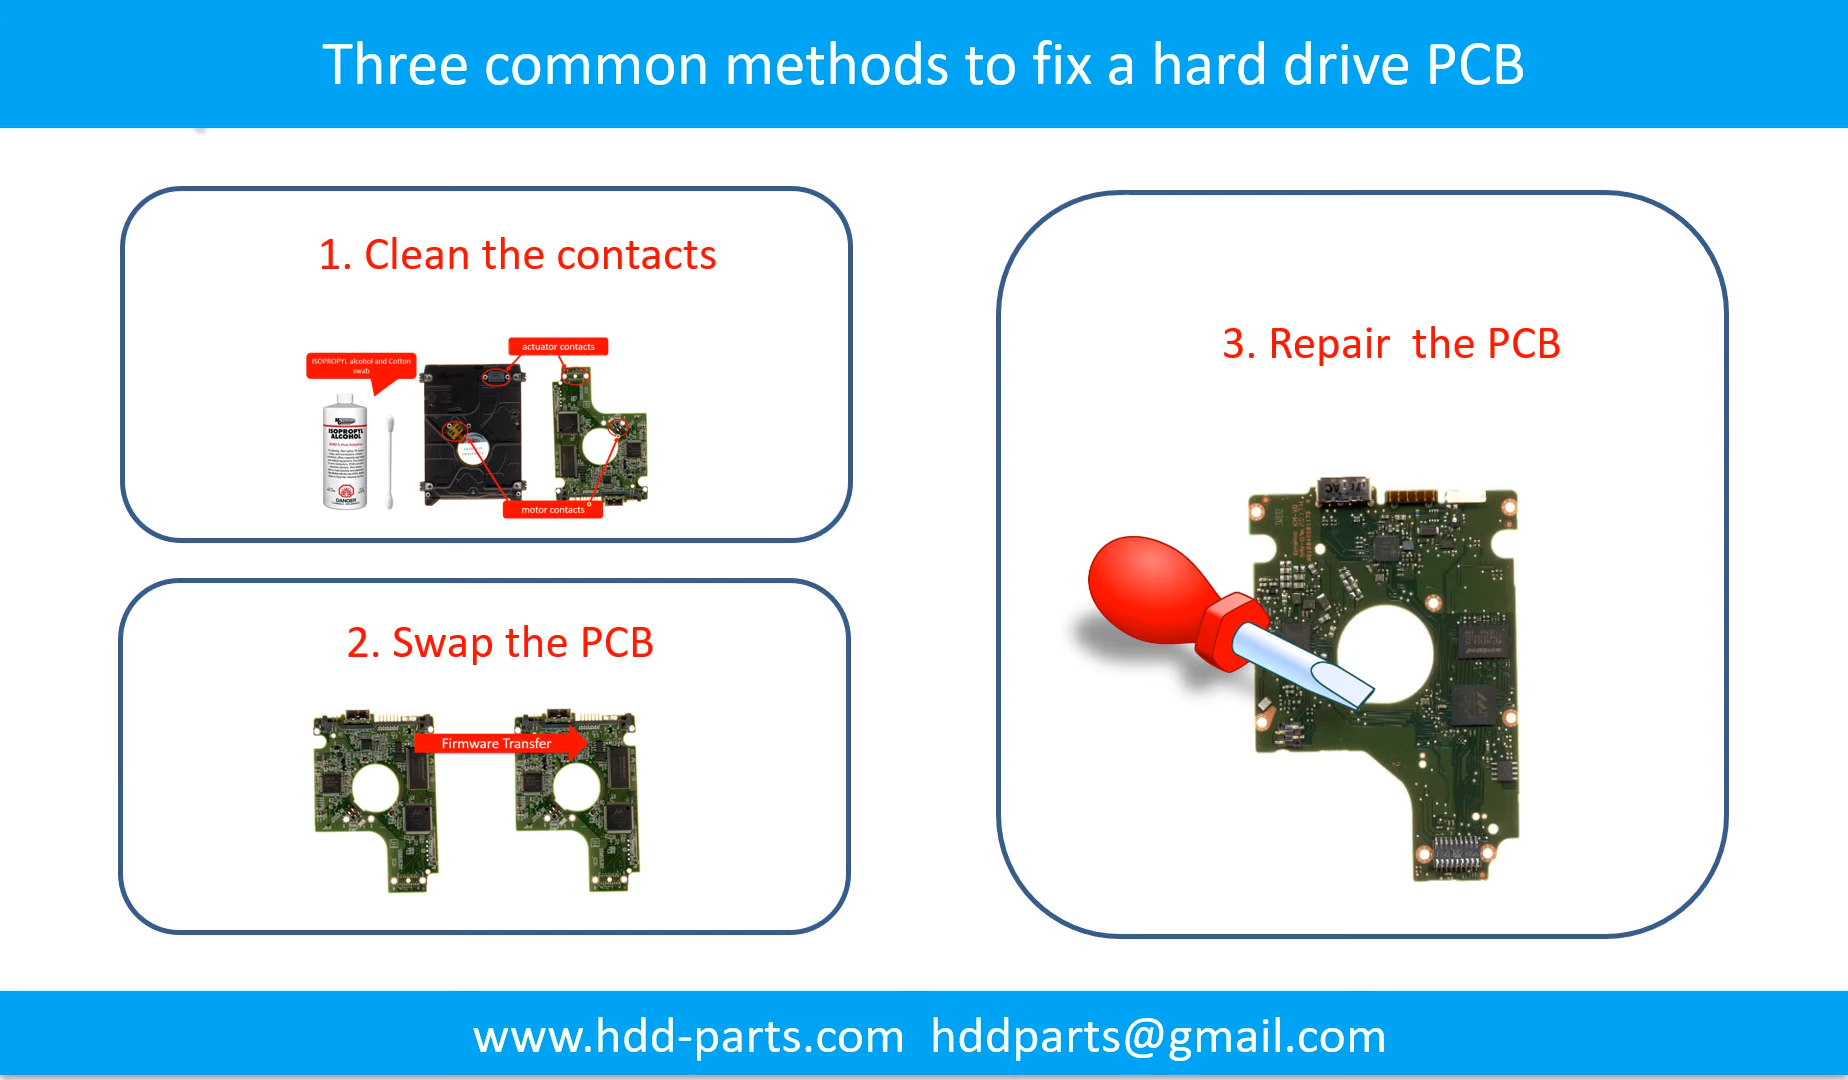 Three common methods to fix a hard drive PCB
1. Clean the contacts
actuator contacts
ISOPROPYL alcohol and Cotton
swab
ISOPROPYL
ALCOHOL
DANGER
motor contacts
2. Swap the PCB
Firmware Transfer
3. Repair  the PCB
www.hdd-parts.com  hddparts@gmail.com